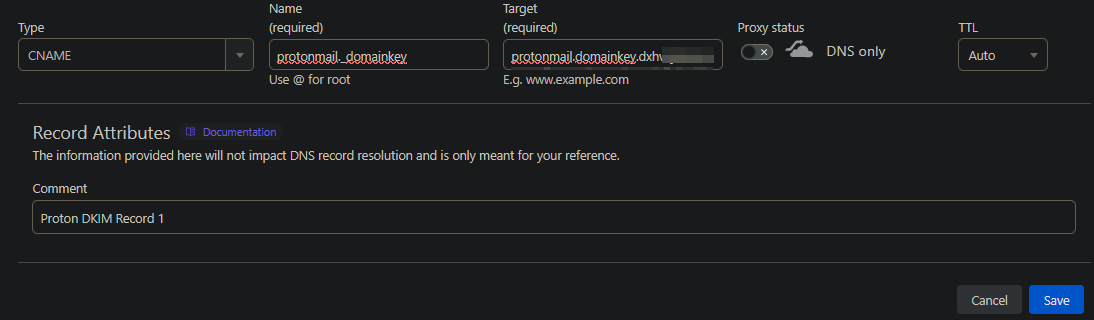 Type
Name
(required)
Target
(required)
Proxy status
TTL
CNAME
protonmail._domainkey
protonmail.domainkey.dxhw
DNS only
Auto
Use @ for root
E.g. www.example.com
Record Attributes
Documentation
The information provided here will not impact DNS record resolution and is only meant for your reference.
Comment
Proton DKIM Record 1
Cancel
Save